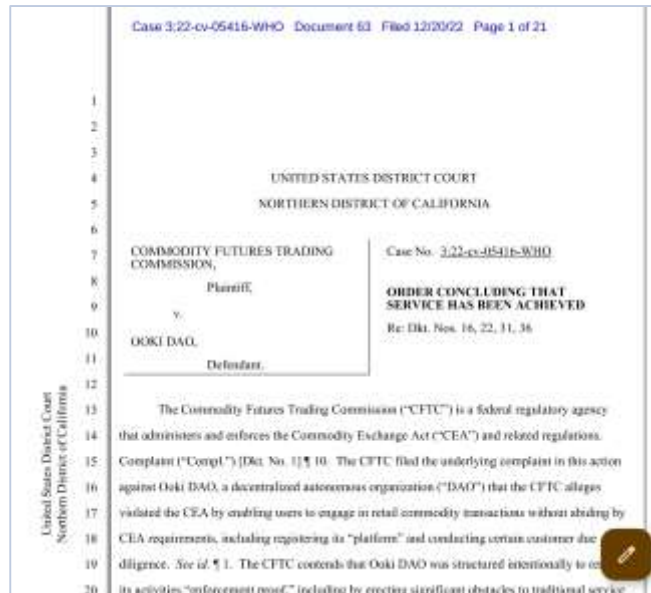 Case 3:22-cv-05416-WHO Document 63 Filed 12/20/22 Page 1 of 21
1
2
3
4
UNITED STATES DISTRICT COURT
5
NORTHERN DISTRICT OF CALIFORNIA
6
7
COMMODITY FUTURES TRADING
COMMISSION,
8
Plaintiff,
9
v.
10
OOKI DAO,
11
Defendant.
Case No. 3:22-cv-05416-WHO
ORDER CONCLUDING THAT
SERVICE HAS BEEN ACHIEVED
Re: Dkt. Nos. 16, 22, 31, 36
12
United States District Court
Northern District of California
13 The Commodity Futures Trading Commission (“CFTC”) is a federal regulatory agency
14 that administers and enforces the Commodity Exchange Act (“CEA”) and related regulations.
15 Complaint (“Compl.”) [Dkt. No. 1] ¶ 10. The CFTC filed the underlying complaint in this action
16 against Ooki DAO, a decentralized autonomous organization (“DAO”) that the CFTC alleges
17 violated the CEA by enabling users to engage in retail commodity transactions without abiding by
18 CEA requirements, including registering its “platform” and conducting certain customer due
19 diligence. See id. ¶ 1. The CFTC contends that Ooki DAO was structured intentionally to
20 its activities “enforcement proof,” including by erecting significant obstacles to traditional service